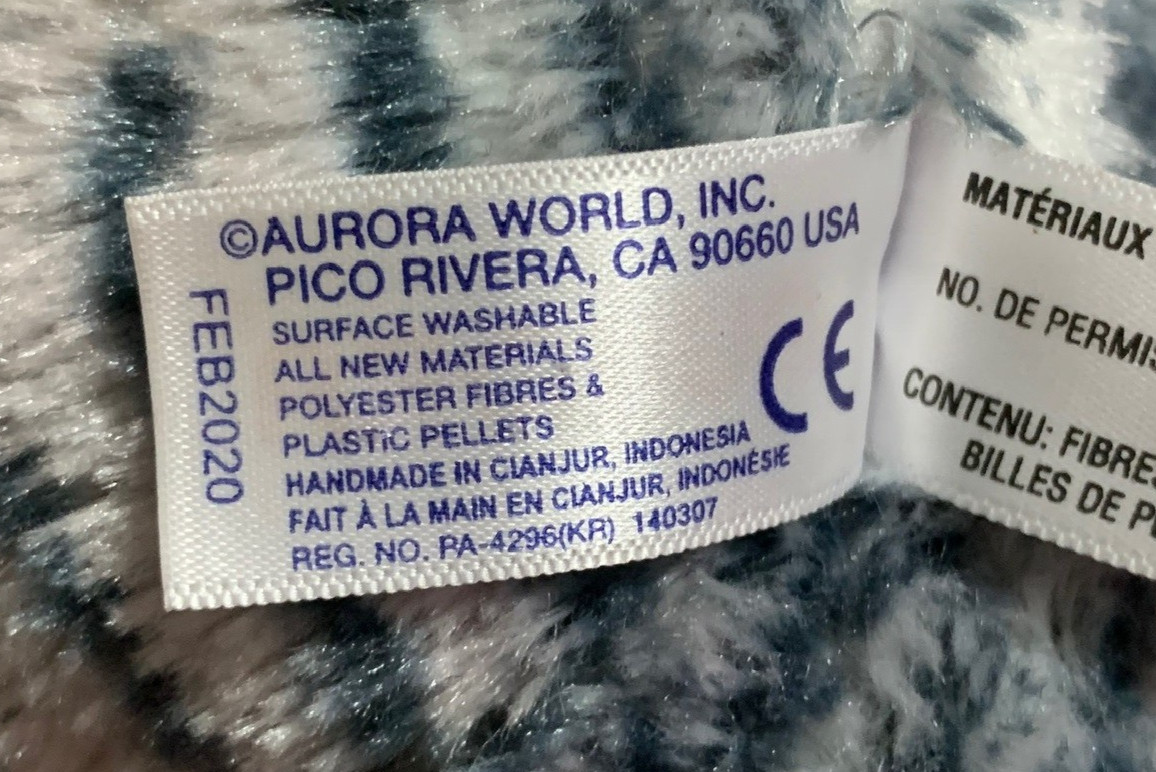 ©AURORA WORLD, INC.
PICO RIVERA, CA 90660 USA
SURFACE WASHABLE
ALL NEW MATERIALS
POLYESTER FIBRES &
PLASTIC PELLETS
HANDMADE IN CIANJUR, INDONESIA
FAIT À LA MAIN EN CIANJUR, INDONÉSIE
REG. NO. PA-4296(KR) 140307
FEB2020
CE
MATÉRIAUX
NO. DE PERMIS
CONTENU: FIBRES
BILLES DE